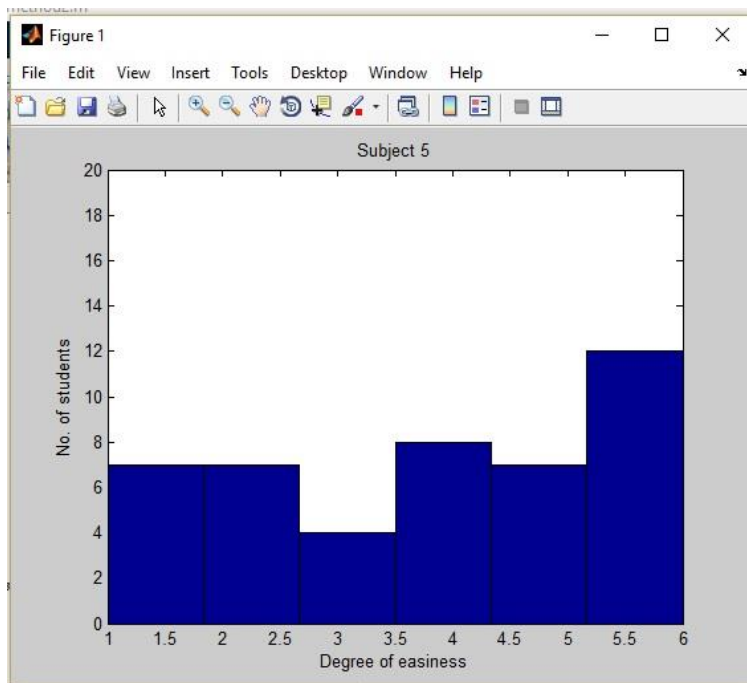 Figure 1
File Edit View Insert Tools Desktop Window Help
Subject 5
20
18
16
14
12
10
8
6
4
2
0
No. of students
1 1.5 2 2.5 3 3.5 4 4.5 5 5.5 6
Degree of easiness